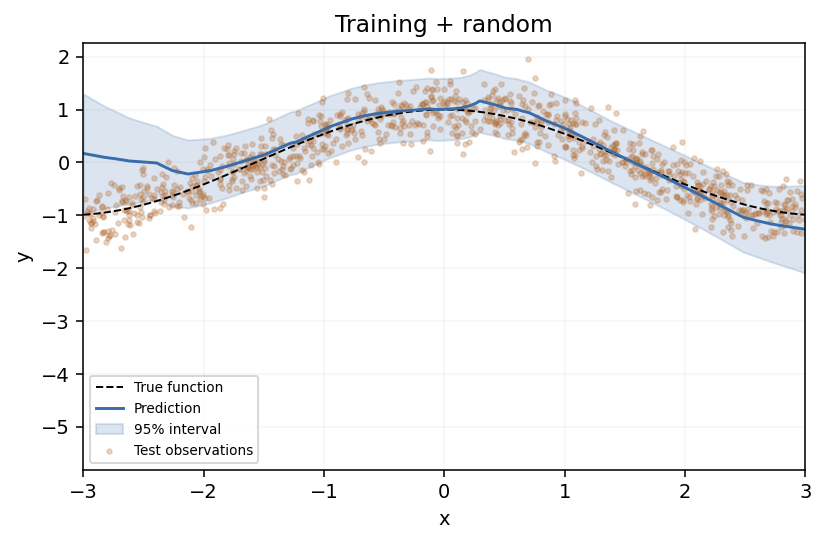 Training + random
2
1
0
−1
−2
−3
−4
−5
y
True function
Prediction
95% interval
Test observations
−3
−2
−1
0
1
2
3
x